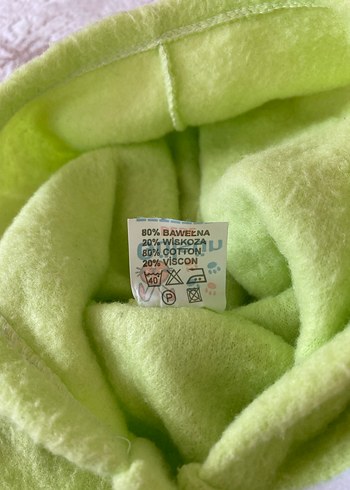 80% BAWEŁNA
20% WISKOZA
80% COTTON
20% VISCON
40
P